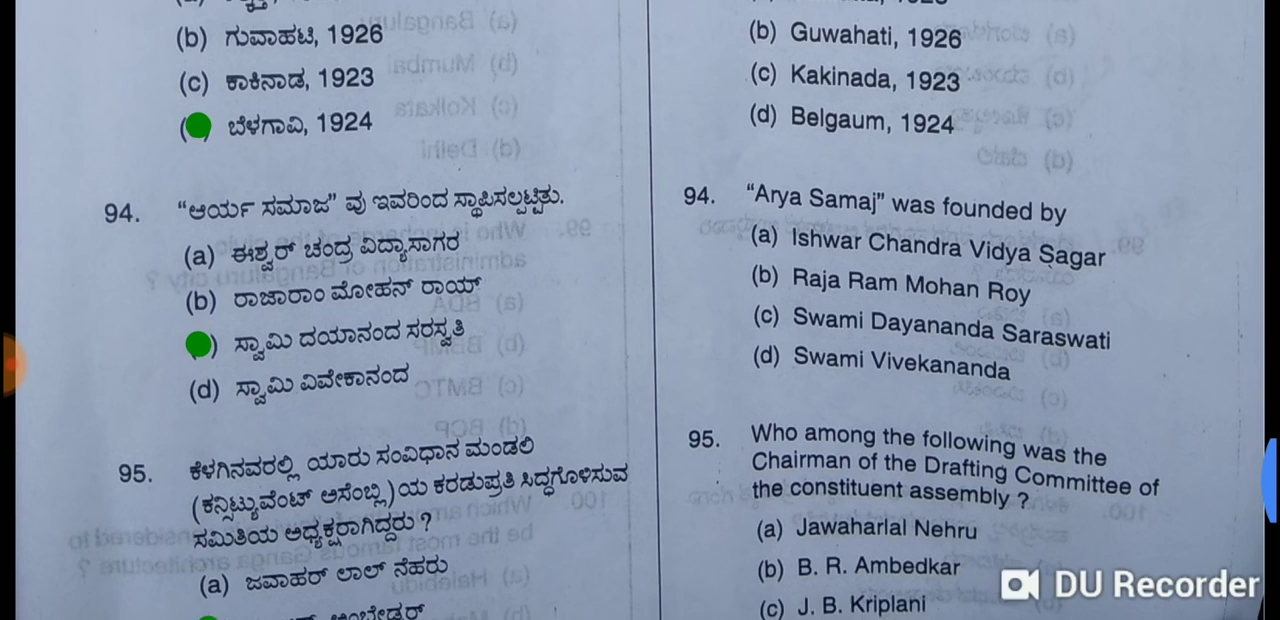 (b) ಗುವಾಹಟಿ, 1926
(c) ಕಾಕಿನಾಡ, 1923
ಬೆಳಗಾವಿ, 1924
94. “ಆರ್ಯ ಸಮಾಜ” ವು ಇವರಿಂದ ಸ್ಥಾಪಿಸಲ್ಪಟ್ಟಿತು.
(a) ಈಶ್ವರ್ ಚಂದ್ರ ವಿದ್ಯಾಸಾಗರ
(b) ರಾಜಾರಾಂ ಮೋಹನ್ ರಾಯ್
) ಸ್ವಾಮಿ ದಯಾನಂದ ಸರಸ್ವತಿ
(d) ಸ್ವಾಮಿ ವಿವೇಕಾನಂದ
95. ಕೆಳಗಿನವರಲ್ಲಿ ಯಾರು ಸಂವಿಧಾನ ಮಂಡಲಿ
(ಕನ್ಸಿಟ್ಯುವೆಂಟ್ ಅಸೆಂಬ್ಲಿ)ಯ ಕರಡುಪ್ರತಿ ಸಿದ್ಧಗೊಳಿಸುವ
ಸಮಿತಿಯ ಅಧ್ಯಕ್ಷರಾಗಿದ್ದರು ?
(a) ಜವಾಹರ್ ಲಾಲ್ ನೆಹರು
(b) Guwahati, 1926
(c) Kakinada, 1923
(d) Belgaum, 1924
94. “Arya Samaj” was founded by
(a) Ishwar Chandra Vidya Sagar
(b) Raja Ram Mohan Roy
(c) Swami Dayananda Saraswati
(d) Swami Vivekananda
95. Who among the following was the
Chairman of the Drafting Committee of
the constituent assembly ?
(a) Jawaharlal Nehru
(b) B. R. Ambedkar
(c) J. B. Kriplani
DU Recorder